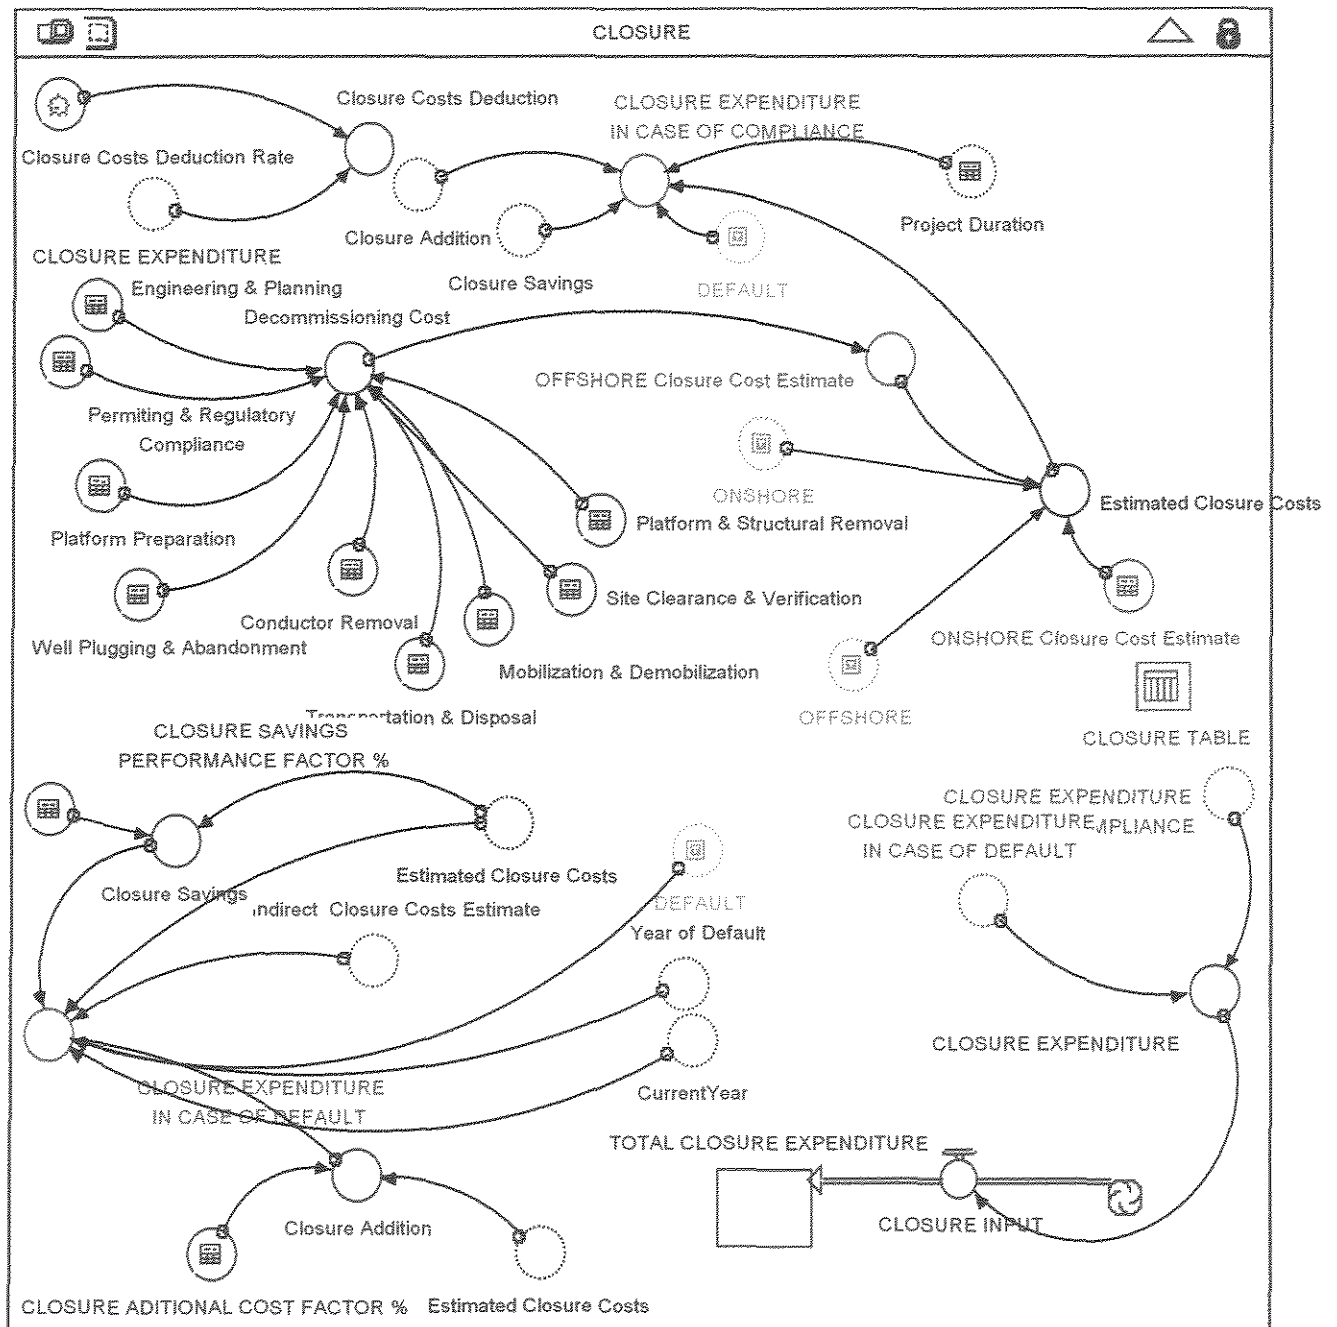 CLOSURE
Closure Costs Deduction
CLOSURE EXPENDITURE
IN CASE OF COMPLIANCE
Closure Costs Deduction Rate
Project Duration
Closure Addition
CLOSURE EXPENDITURE
Closure Savings
DEFAULT
Engineering & Planning
Decommissioning Cost
OFFSHORE Closure Cost Estimate
Permiting & Regulatory
Compliance
ONSHORE
Estimated Closure Costs
Platform & Structural Removal
Platform Preparation
Site Clearance & Verification
Conductor Removal
ONSHORE Closure Cost Estimate
Well Plugging & Abandonment
Mobilization & Demobilization
Transportation & Disposal
OFFSHORE
CLOSURE TABLE
CLOSURE SAVINGS
PERFORMANCE FACTOR %
CLOSURE EXPENDITURE
MPLIANCE
CLOSURE EXPENDITURE
IN CASE OF DEFAULT
Estimated Closure Costs
Closure Savings
DEFAULT
Indirect Closure Costs Estimate
Year of Default
CLOSURE EXPENDITURE
CLOSURE EXPENDITURE
IN CASE OF DEFAULT
CurrentYear
TOTAL CLOSURE EXPENDITURE
CLOSURE INPUT
Closure Addition
CLOSURE ADITIONAL COST FACTOR %
Estimated Closure Costs